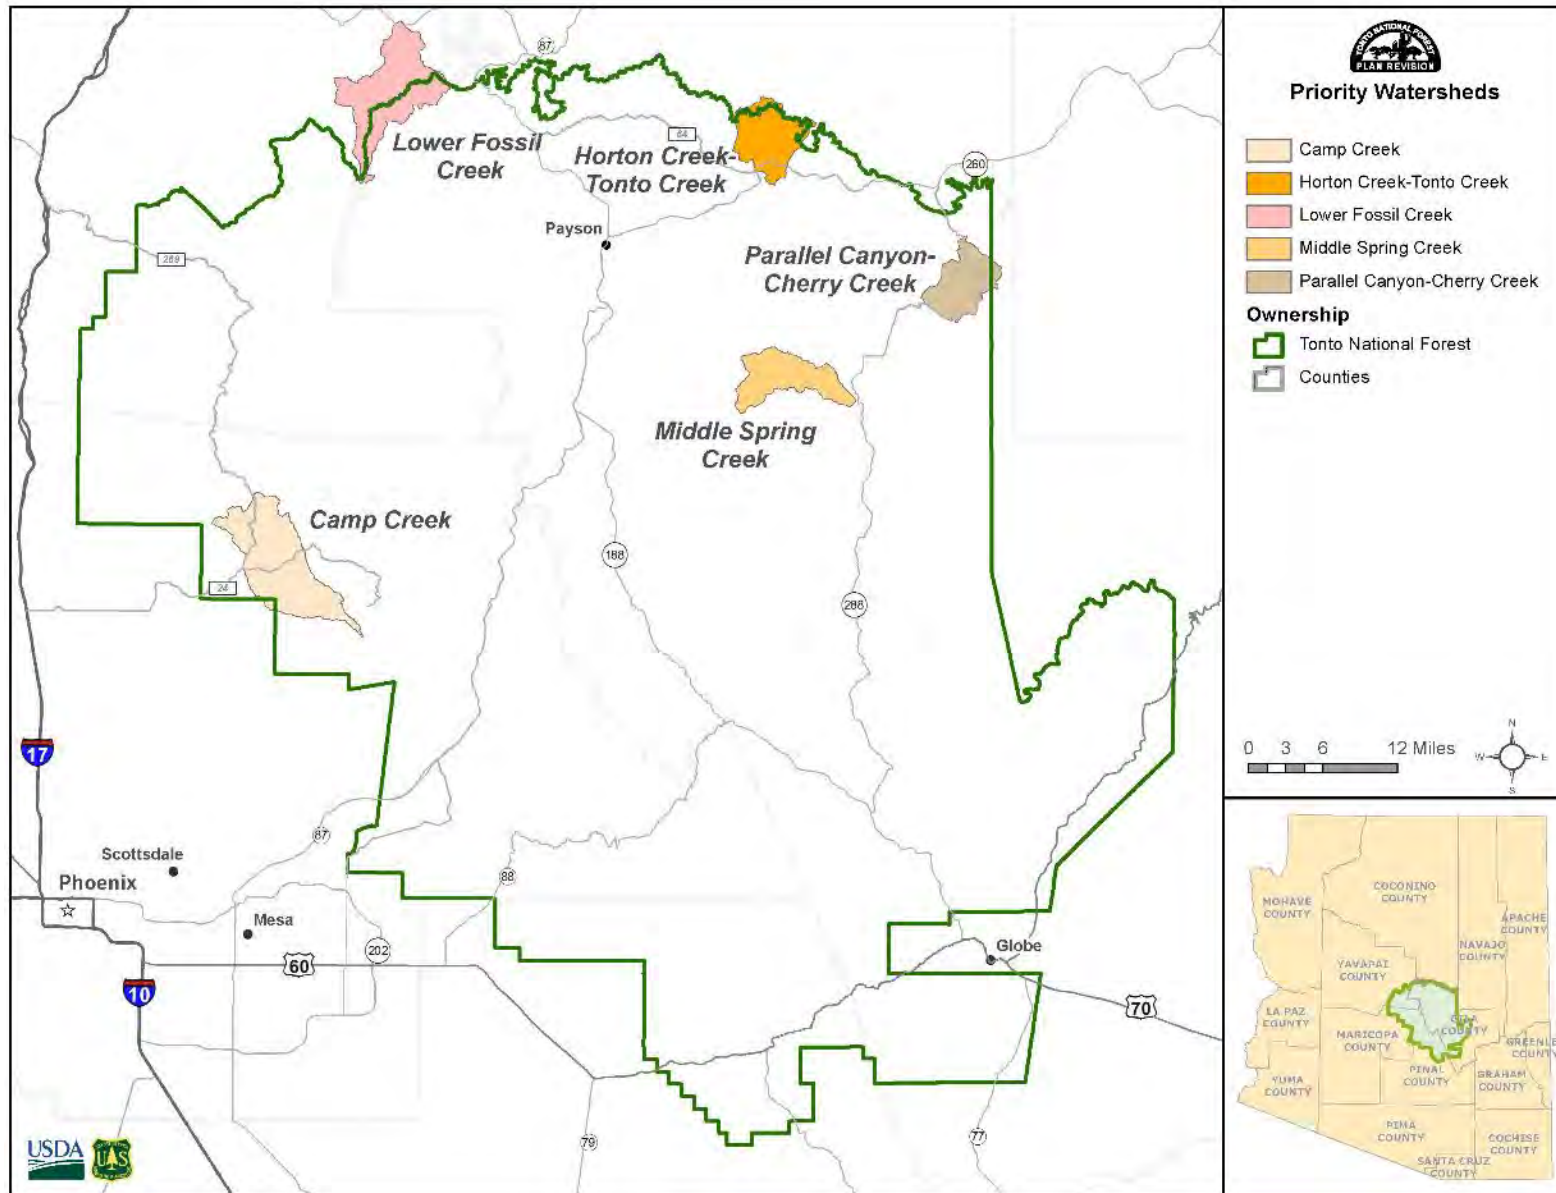 87
Lower Fossil
Creek
64
Horton Creek-
Tonto Creek
260
Payson
269
Parallel Canyon-
Cherry Creek
Middle Spring
Creek
Camp Creek
188
24
288
17
87
Scottsdale
Phoenix
88
Mesa
202
60
Globe
10
70
79
77
USDA
U S
TONTO NATIONAL FOREST
PLAN REVISION
Priority Watersheds
Camp Creek
Horton Creek-Tonto Creek
Lower Fossil Creek
Middle Spring Creek
Parallel Canyon-Cherry Creek
Ownership
Tonto National Forest
Counties
0 3 6 12 Miles
N
W E
S
MOHAVE
COUNTY
COCONINO
COUNTY
APACHE
COUNTY
NAVAJO
COUNTY
YAVAPAI
COUNTY
LA PAZ
COUNTY
GILA
COUNTY
MARICOPA
COUNTY
GREENLEE
COUNTY
PINAL
COUNTY
GRAHAM
COUNTY
YUMA
COUNTY
PIMA
COUNTY
COCHISE
COUNTY
SANTA CRUZ
COUNTY